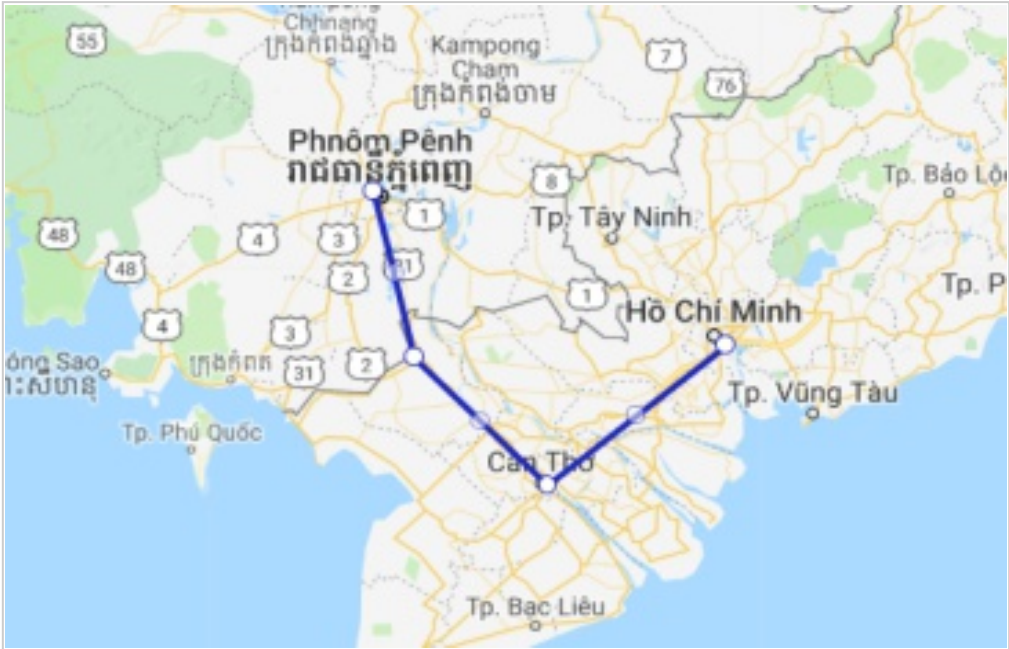 Chhnang
ក្រុងកំពង់ឆ្នាំង
55
Kampong
Cham
ក្រុងកំពង់ចាម
7
76
Phnôm Pênh
រាជធានីភ្នំពេញ
8
Tp. Bảo Lộc
1
Tp. Tây Ninh
48
4
3
48
2
1
Tp. P
Hồ Chí Minh
4
3
ក្រុងកំពត
31
2
óng Sao
Tp. Vũng Tàu
Tp. Phú Quốc
Cần Thơ
Tp. Bạc Liêu